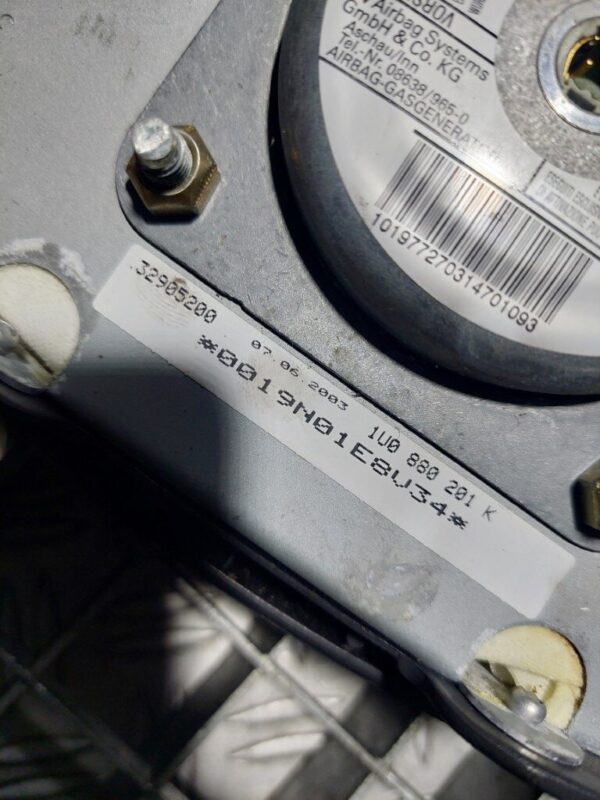 Airbag Systems
GmbH & Co. KG
Aschau/Inn
Tel.-Nr. 08638/965-0
AIRBAG-GASGENERAT
101977270314701093
.32905200
07.06.2003 1U0 880 201 K
*0019N01E8V34*